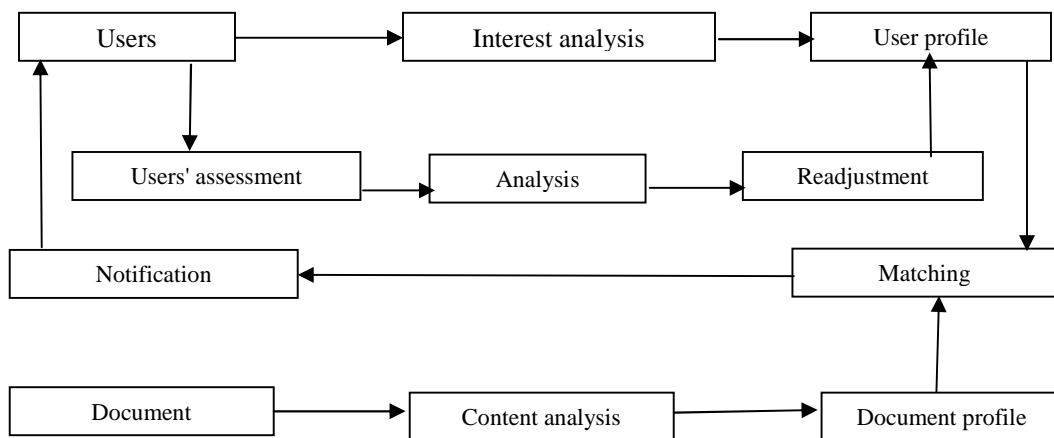 Users
Interest analysis
User profile
Users' assessment
Analysis
Readjustment
Notification
Matching
Document
Content analysis
Document profile